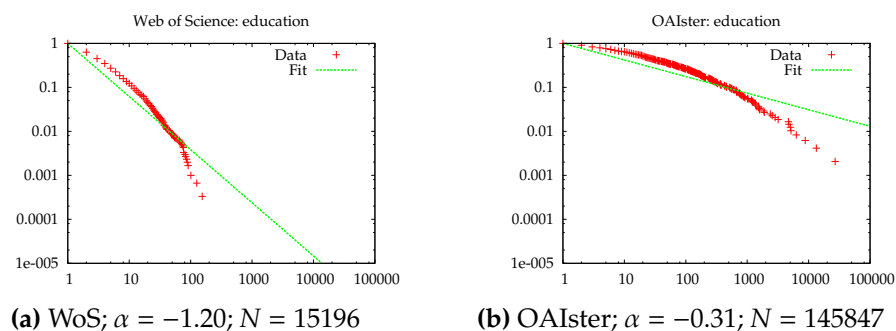 Web of Science: education
1
0.1
0.01
0.001
0.0001
1e-005
1 10 100 1000 10000 100000
Data
Fit
(a) WoS; α = −1.20; N = 15196
OAIster: education
1
0.1
0.01
0.001
0.0001
1e-005
1 10 100 1000 10000 100000
Data
Fit
(b) OAIster; α = −0.31; N = 145847